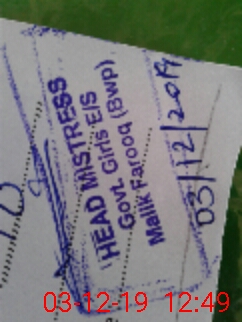 HEAD MISTRESS
Govt. Girls E/S
Malik Farooq (Bwp)
03/12/2019
03-12-19 12:49